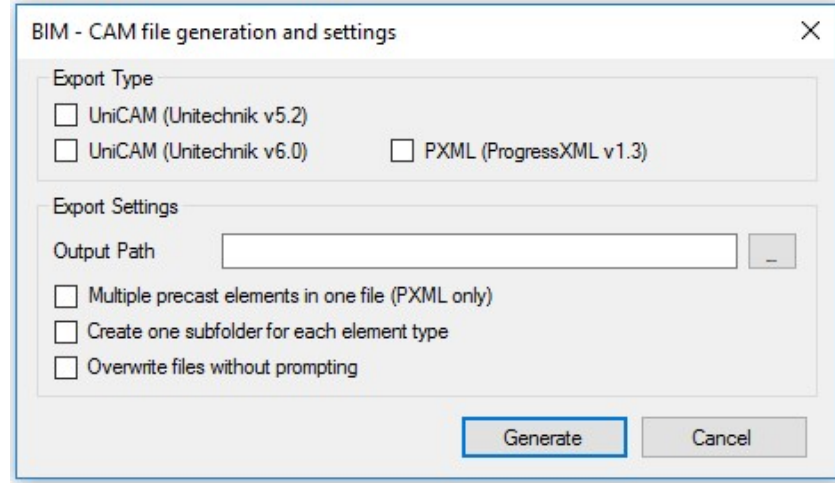 BIM - CAM file generation and settings
Export Type
UniCAM (Unitechnik v5.2)
UniCAM (Unitechnik v6.0) PXML (ProgressXML v1.3)
Export Settings
Output Path _
Multiple precast elements in one file (PXML only)
Create one subfolder for each element type
Overwrite files without prompting
Generate Cancel